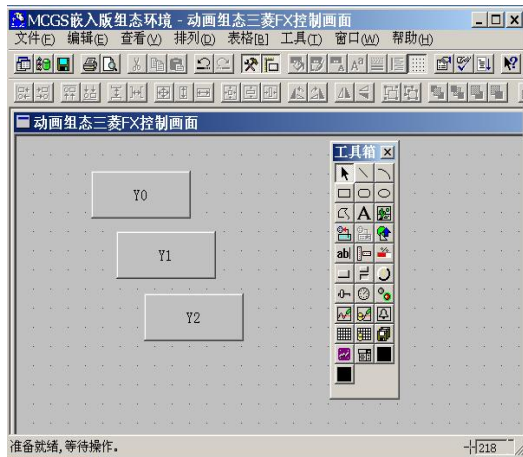 MCGS嵌入版组态环境 - 动画组态三菱FX控制画面
文件(F) 编辑(E) 查看(V) 排列(D) 表格[B] 工具(T) 窗口(W) 帮助(H)
动画组态三菱FX控制画面
工具箱
A
ab
Y0
Y1
Y2
准备就绪,等待操作。
218